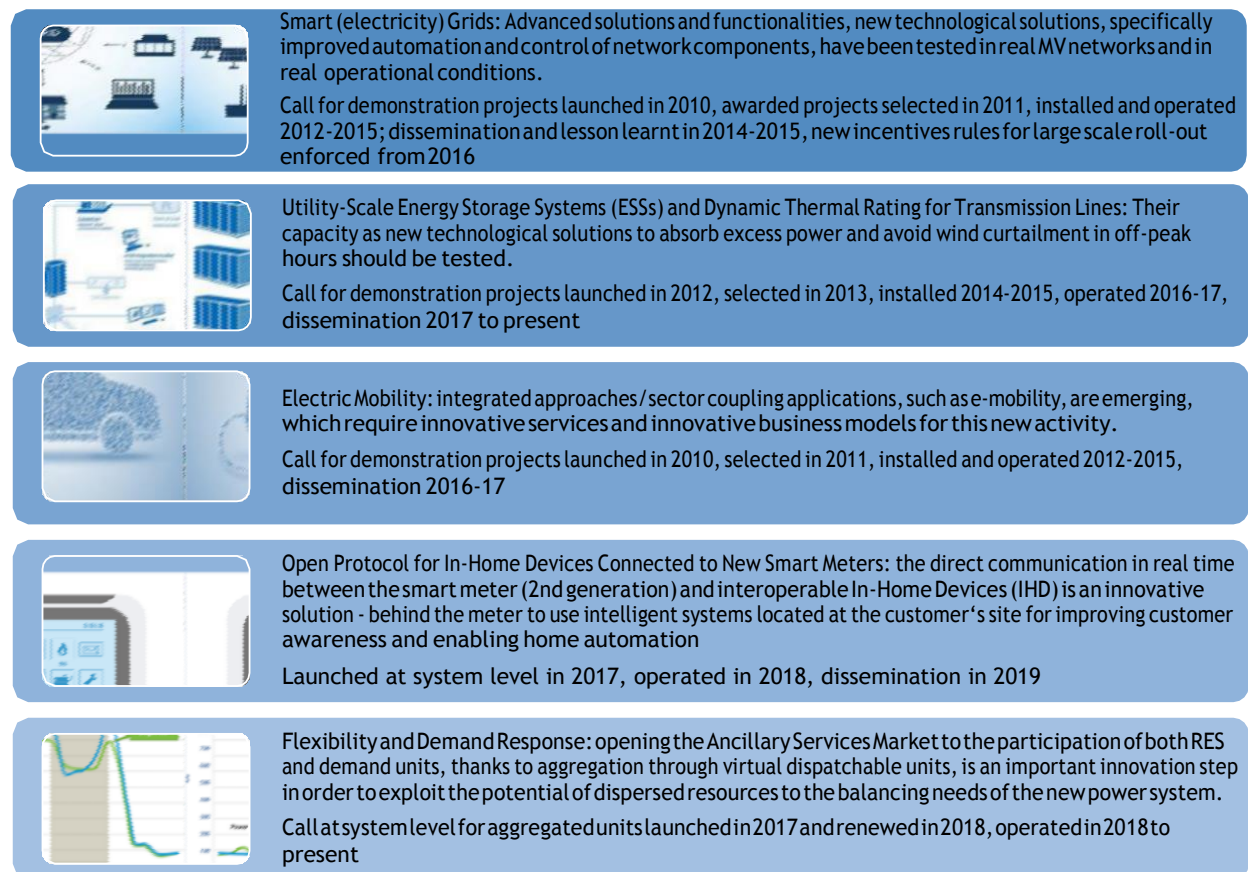 Smart (electricity) Grids: Advanced solutions and functionalities, new technological solutions, specifically
improved automation and control of network components, have been tested in real MV networks and in
real operational conditions.
Call for demonstration projects launched in 2010, awarded projects selected in 2011, installed and operated
2012-2015; dissemination and lesson learnt in 2014-2015, new incentives rules for large scale roll-out
enforced from 2016
Utility-Scale Energy Storage Systems (ESSs) and Dynamic Thermal Rating for Transmission Lines: Their
capacity as new technological solutions to absorb excess power and avoid wind curtailment in off-peak
hours should be tested.
Call for demonstration projects launched in 2012, selected in 2013, installed 2014-2015, operated 2016-17,
dissemination 2017 to present
Electric Mobility: integrated approaches/sector coupling applications, such as e-mobility, are emerging,
which require innovative services and innovative business models for this new activity.
Call for demonstration projects launched in 2010, selected in 2011, installed and operated 2012-2015,
dissemination 2016-17
Open Protocol for In-Home Devices Connected to New Smart Meters: the direct communication in real time
between the smart meter (2nd generation) and interoperable In-Home Devices (IHD) is an innovative
solution - behind the meter to use intelligent systems located at the customer‘s site for improving customer
awareness and enabling home automation
Launched at system level in 2017, operated in 2018, dissemination in 2019
Flexibility and Demand Response: opening the Ancillary Services Market to the participation of both RES
and demand units, thanks to aggregation through virtual dispatchable units, is an important innovation step
in order to exploit the potential of dispersed resources to the balancing needs of the new power system.
Call at system level for aggregated units launched in 2017 and renewed in 2018, operated in 2018 to
present